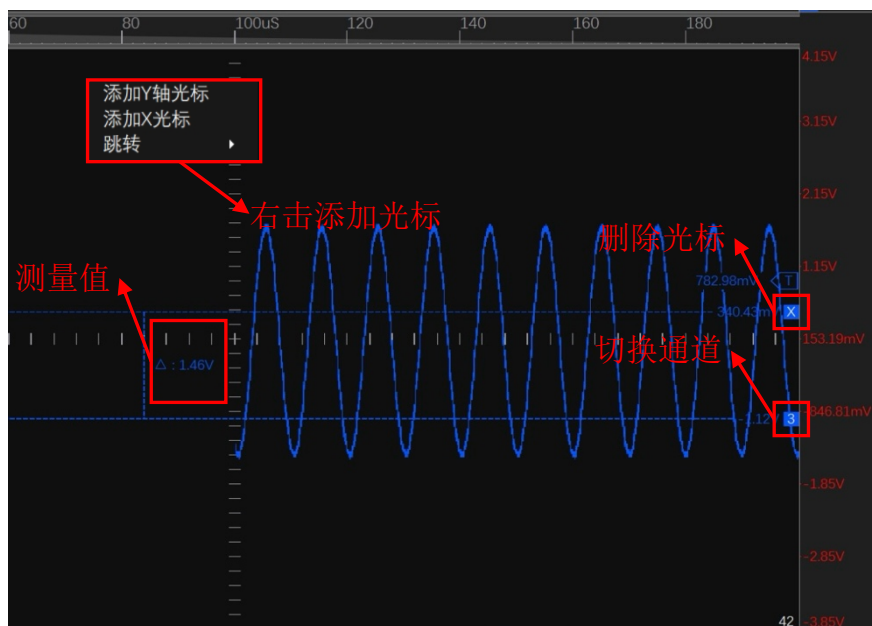 60 80 100uS 120 140 160 180
4.15V
添加Y轴光标
添加X光标
跳转
3.15V
2.15V
右击添加光标
删除光标
测量值
1.15V
782.98mV
T
340.43m
X
153.19mV
切换通道
△ : 1.46V
-846.81mV
-1.12V
3
-1.85V
-2.85V
42
-3.85V